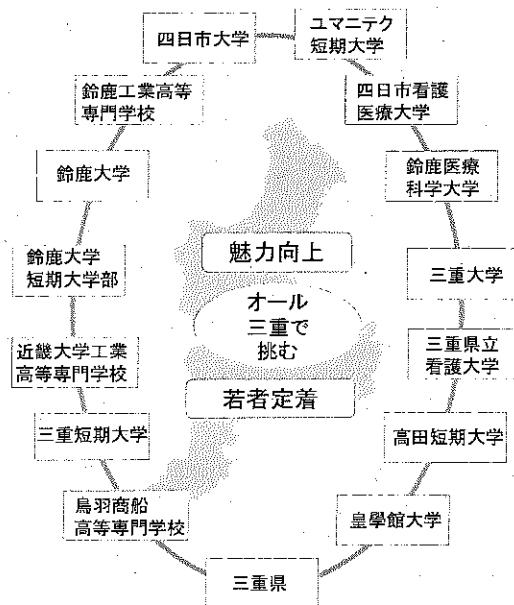 四日市大学
ユマニテク
短期大学
鈴鹿工業高等
専門学校
四日市看護
医療大学
鈴鹿大学
鈴鹿医療
科学大学
魅力向上
鈴鹿大学
短期大学部
三重大学
オール
三重で
挑む
近畿大学工業
高等専門学校
三重県立
看護大学
若者定着
三重短期大学
高田短期大学
鳥羽商船
高等専門学校
皇學館大学
三重県